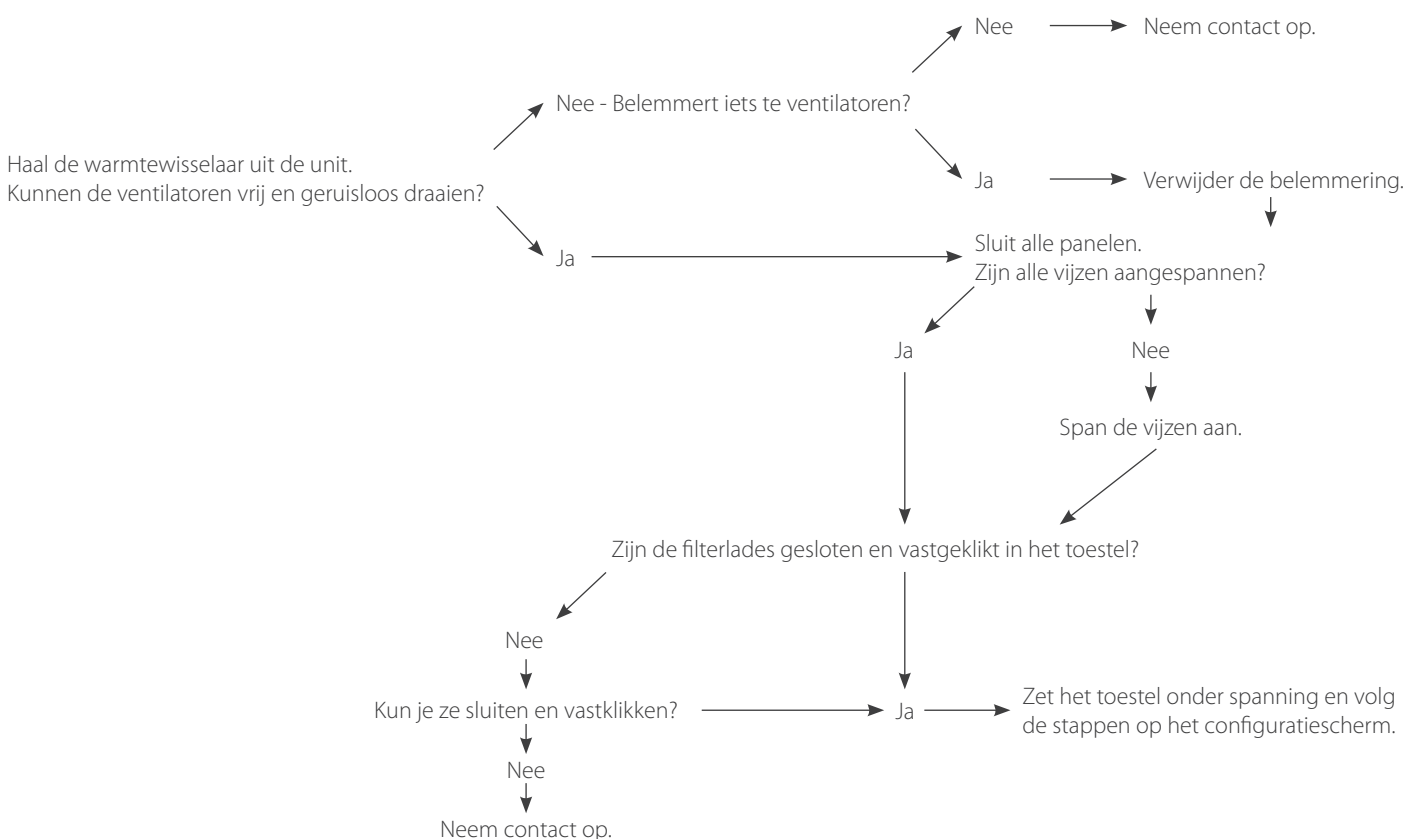 Nee
Neem contact op.
Nee - Belemmert iets te ventilatoren?
Haal de warmtewisselaar uit de unit.
Kunnen de ventilatoren vrij en geruisloos draaien?
Ja
Verwijder de belemmering.
Ja
Sluit alle panelen.
Zijn alle vijzen aangespannen?
Ja
Nee
Span de vijzen aan.
Zijn de filterlades gesloten en vastgeklikt in het toestel?
Nee
Kun je ze sluiten en vastklikken?
Ja
Zet het toestel onder spanning en volg
de stappen op het configuratiescherm.
Nee
Neem contact op.